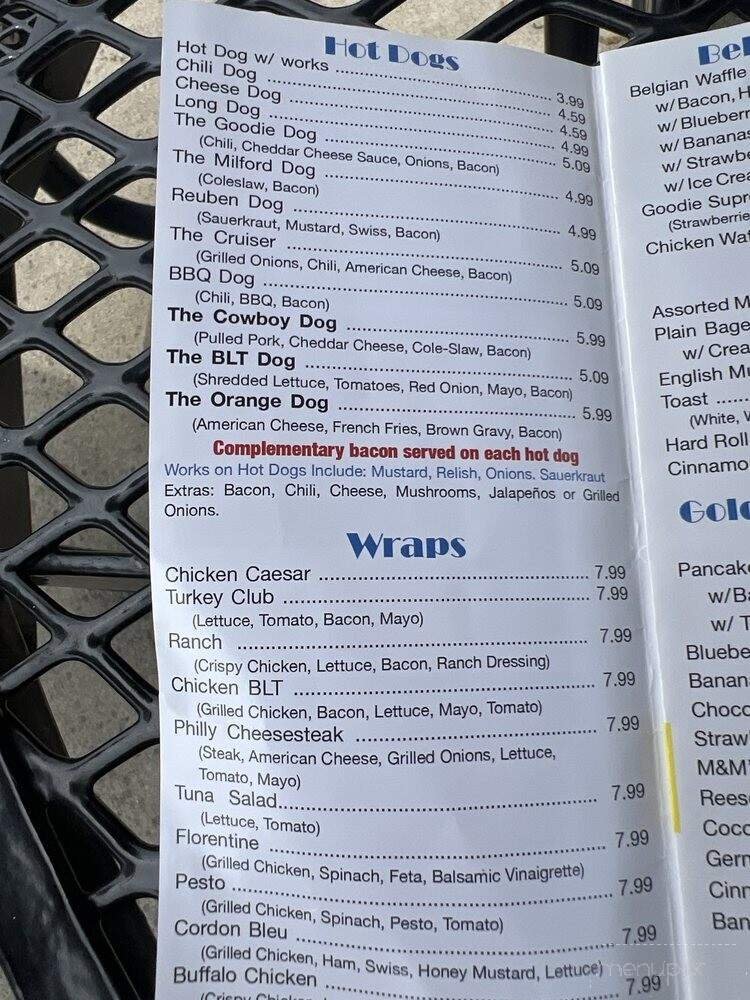 Hot Dogs
Hot Dog w/ works ........ 3.99
Chili Dog ........ 4.59
Cheese Dog ........ 4.59
Long Dog ........ 4.99
The Goodie Dog ........ 5.09
(Chili, Cheddar Cheese Sauce, Onions, Bacon)
The Milford Dog ........ 4.99
(Coleslaw, Bacon)
Reuben Dog ........ 4.99
(Sauerkraut, Mustard, Swiss, Bacon)
The Cruiser ........ 5.09
(Grilled Onions, Chili, American Cheese, Bacon)
BBQ Dog ........ 5.09
(Chili, BBQ, Bacon)
The Cowboy Dog ........ 5.99
(Pulled Pork, Cheddar Cheese, Cole-Slaw, Bacon)
The BLT Dog ........ 5.09
(Shredded Lettuce, Tomatoes, Red Onion, Mayo, Bacon)
The Orange Dog ........ 5.99
(American Cheese, French Fries, Brown Gravy, Bacon)
Complementary bacon served on each hot dog
Works on Hot Dogs Include: Mustard, Relish, Onions. Sauerkraut
Extras: Bacon, Chili, Cheese, Mushrooms, Jalapeños or Grilled
Onions.
Wraps
Chicken Caesar ........ 7.99
Turkey Club ........ 7.99
(Lettuce, Tomato, Bacon, Mayo)
Ranch ........ 7.99
(Crispy Chicken, Lettuce, Bacon, Ranch Dressing)
Chicken BLT ........ 7.99
(Grilled Chicken, Bacon, Lettuce, Mayo, Tomato)
Philly Cheesesteak ........ 7.99
(Steak, American Cheese, Grilled Onions, Lettuce,
Tomato, Mayo)
Tuna Salad........ 7.99
(Lettuce, Tomato)
Florentine ........ 7.99
(Grilled Chicken, Spinach, Feta, Balsamic Vinaigrette)
Pesto ........ 7.99
(Grilled Chicken, Spinach, Pesto, Tomato)
Cordon Bleu ........ 7.99
(Grilled Chicken, Ham, Swiss, Honey Mustard, Lettuce)
Buffalo Chicken ........ 7.99
Bel
Belgian Waffle
w/ Bacon, H
w/ Blueberr
w/ Banana
w/ Strawbe
w/ Ice Crea
Goodie Supr
(Strawberrie
Chicken Waf
Assorted M
Plain Bage
w/ Crea
English Mu
Toast ......
(White, W
Hard Roll
Cinnamo
Gold
Pancake
w/Ba
w/ T
Bluebe
Banana
Choco
Straw
M&M'
Reese
Coco
Germ
Cinn
Ban
menupix